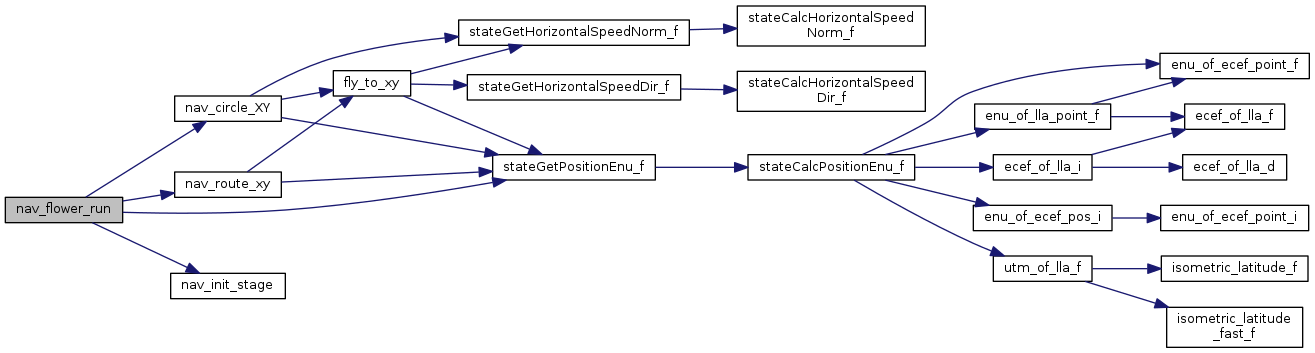 nav_flower_run
nav_circle_XY
nav_route_xy
nav_init_stage
fly_to_xy
stateGetHorizontalSpeedNorm_f
stateGetHorizontalSpeedDir_f
stateGetPositionEnu_f
stateCalcHorizontalSpeed
Norm_f
stateCalcHorizontalSpeed
Dir_f
stateCalcPositionEnu_f
enu_of_lla_point_f
ecef_of_lla_i
enu_of_ecef_pos_i
utm_of_lla_f
enu_of_ecef_point_f
ecef_of_lla_f
ecef_of_lla_d
enu_of_ecef_point_i
isometric_latitude_f
isometric_latitude
_fast_f